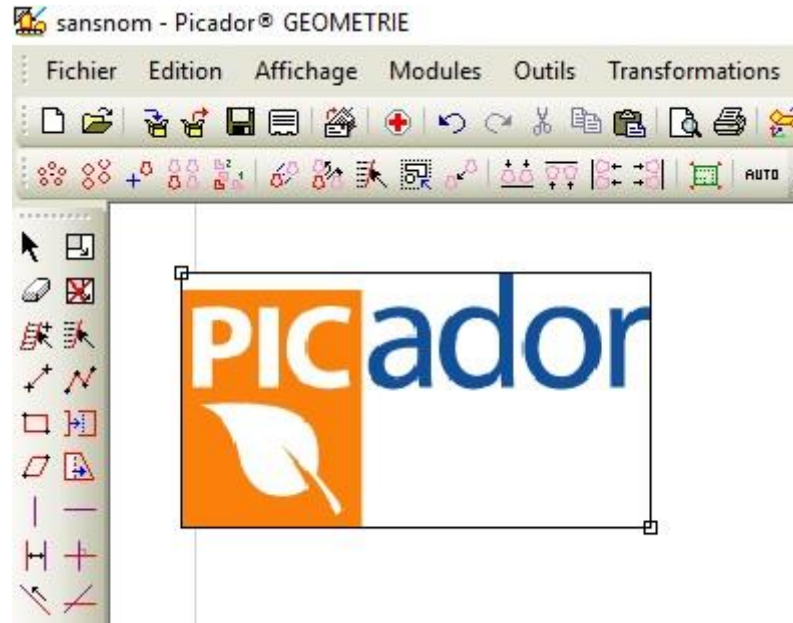 sansnom - Picador® GEOMETRIE
Fichier Edition Affichage Modules Outils Transformations
AUTO
PICador